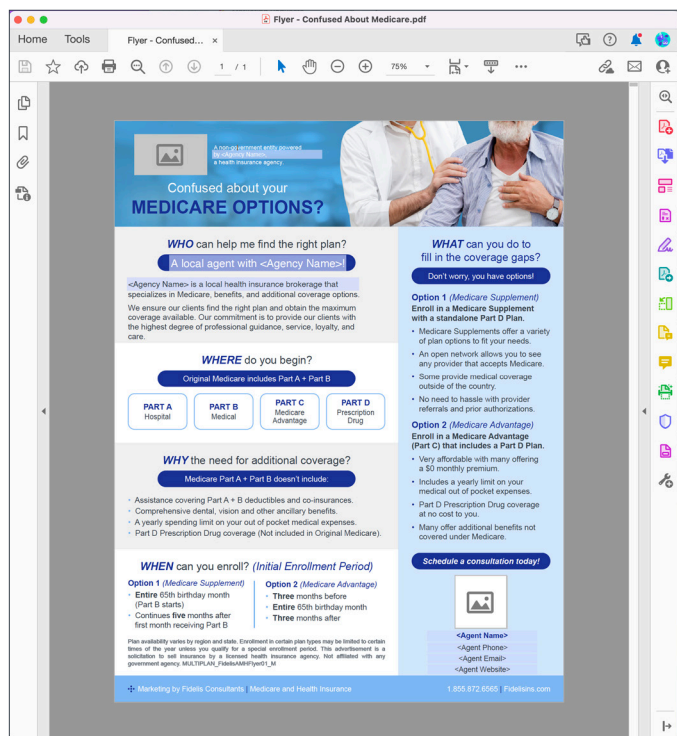 Flyer - Confused About Medicare.pdf
Home Tools Flyer - Confused... ×
1 / 1 75%
A non-government entity powered
by <Agency Name>,
a health insurance agency.
Confused about your
MEDICARE OPTIONS?
WHO can help me find the right plan?
A local agent with <Agency Name>!
<Agency Name> is a local health insurance brokerage that
specializes in Medicare, benefits, and additional coverage options.
We ensure our clients find the right plan and obtain the maximum
coverage available. Our commitment is to provide our clients with
the highest degree of professional guidance, service, loyalty, and
care.
WHERE do you begin?
Original Medicare includes Part A + Part B
PART A
Hospital
PART B
Medical
PART C
Medicare
Advantage
PART D
Prescription
Drug
WHY the need for additional coverage?
Medicare Part A + Part B doesn't include:
• Assistance covering Part A + B deductibles and co-insurances.
• Comprehensive dental, vision and other ancillary benefits.
• A yearly spending limit on your out of pocket medical expenses.
• Part D Prescription Drug coverage (Not included in Original Medicare).
WHEN can you enroll? (Initial Enrollment Period)
Option 1 (Medicare Supplement)
• Entire 65th birthday month
(Part B starts)
• Continues five months after
first month receiving Part B
Option 2 (Medicare Advantage)
• Three months before
• Entire 65th birthday month
• Three months after
Plan availability varies by region and state. Enrollment in certain plan types may be limited to certain
times of the year unless you qualify for a special enrollment period. This advertisement is a
solicitation to sell insurance by a licensed health insurance agency. Not affiliated with any
government agency. MULTIPLAN_FidelisAMHFlyer01_M
WHAT can you do to
fill in the coverage gaps?
Don't worry, you have options!
Option 1 (Medicare Supplement)
Enroll in a Medicare Supplement
with a standalone Part D Plan.
• Medicare Supplements offer a variety
of plan options to fit your needs.
• An open network allows you to see
any provider that accepts Medicare.
• Some provide medical coverage
outside of the country.
• No need to hassle with provider
referrals and prior authorizations.
Option 2 (Medicare Advantage)
Enroll in a Medicare Advantage
(Part C) that includes a Part D Plan.
• Very affordable with many offering
a $0 monthly premium.
• Includes a yearly limit on your
medical out of pocket expenses.
• Part D Prescription Drug coverage
at no cost to you.
• Many offer additional benefits not
covered under Medicare.
Schedule a consultation today!
<Agent Name>
<Agent Phone>
<Agent Email>
<Agent Website>
Marketing by Fidelis Consultants | Medicare and Health Insurance
1.855.872.6565 | Fidelisins.com